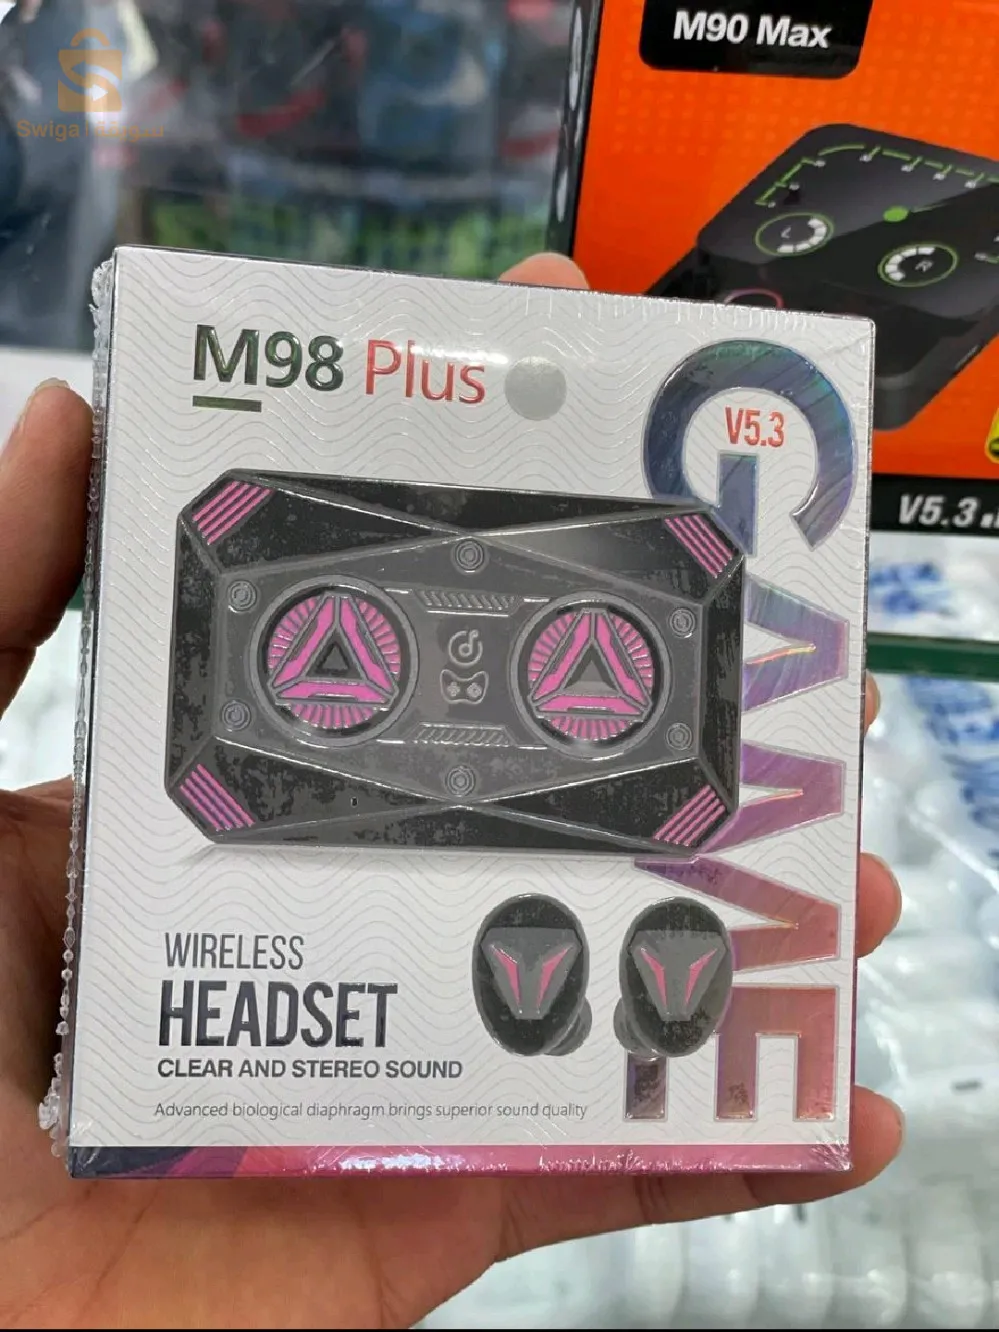 M90 Max
Swiga
M98 Plus
V5.3
GAME
V5.3
L
R
WIRELESS
HEADSET
CLEAR AND STEREO SOUND
Advanced biological diaphragm brings superior sound quality